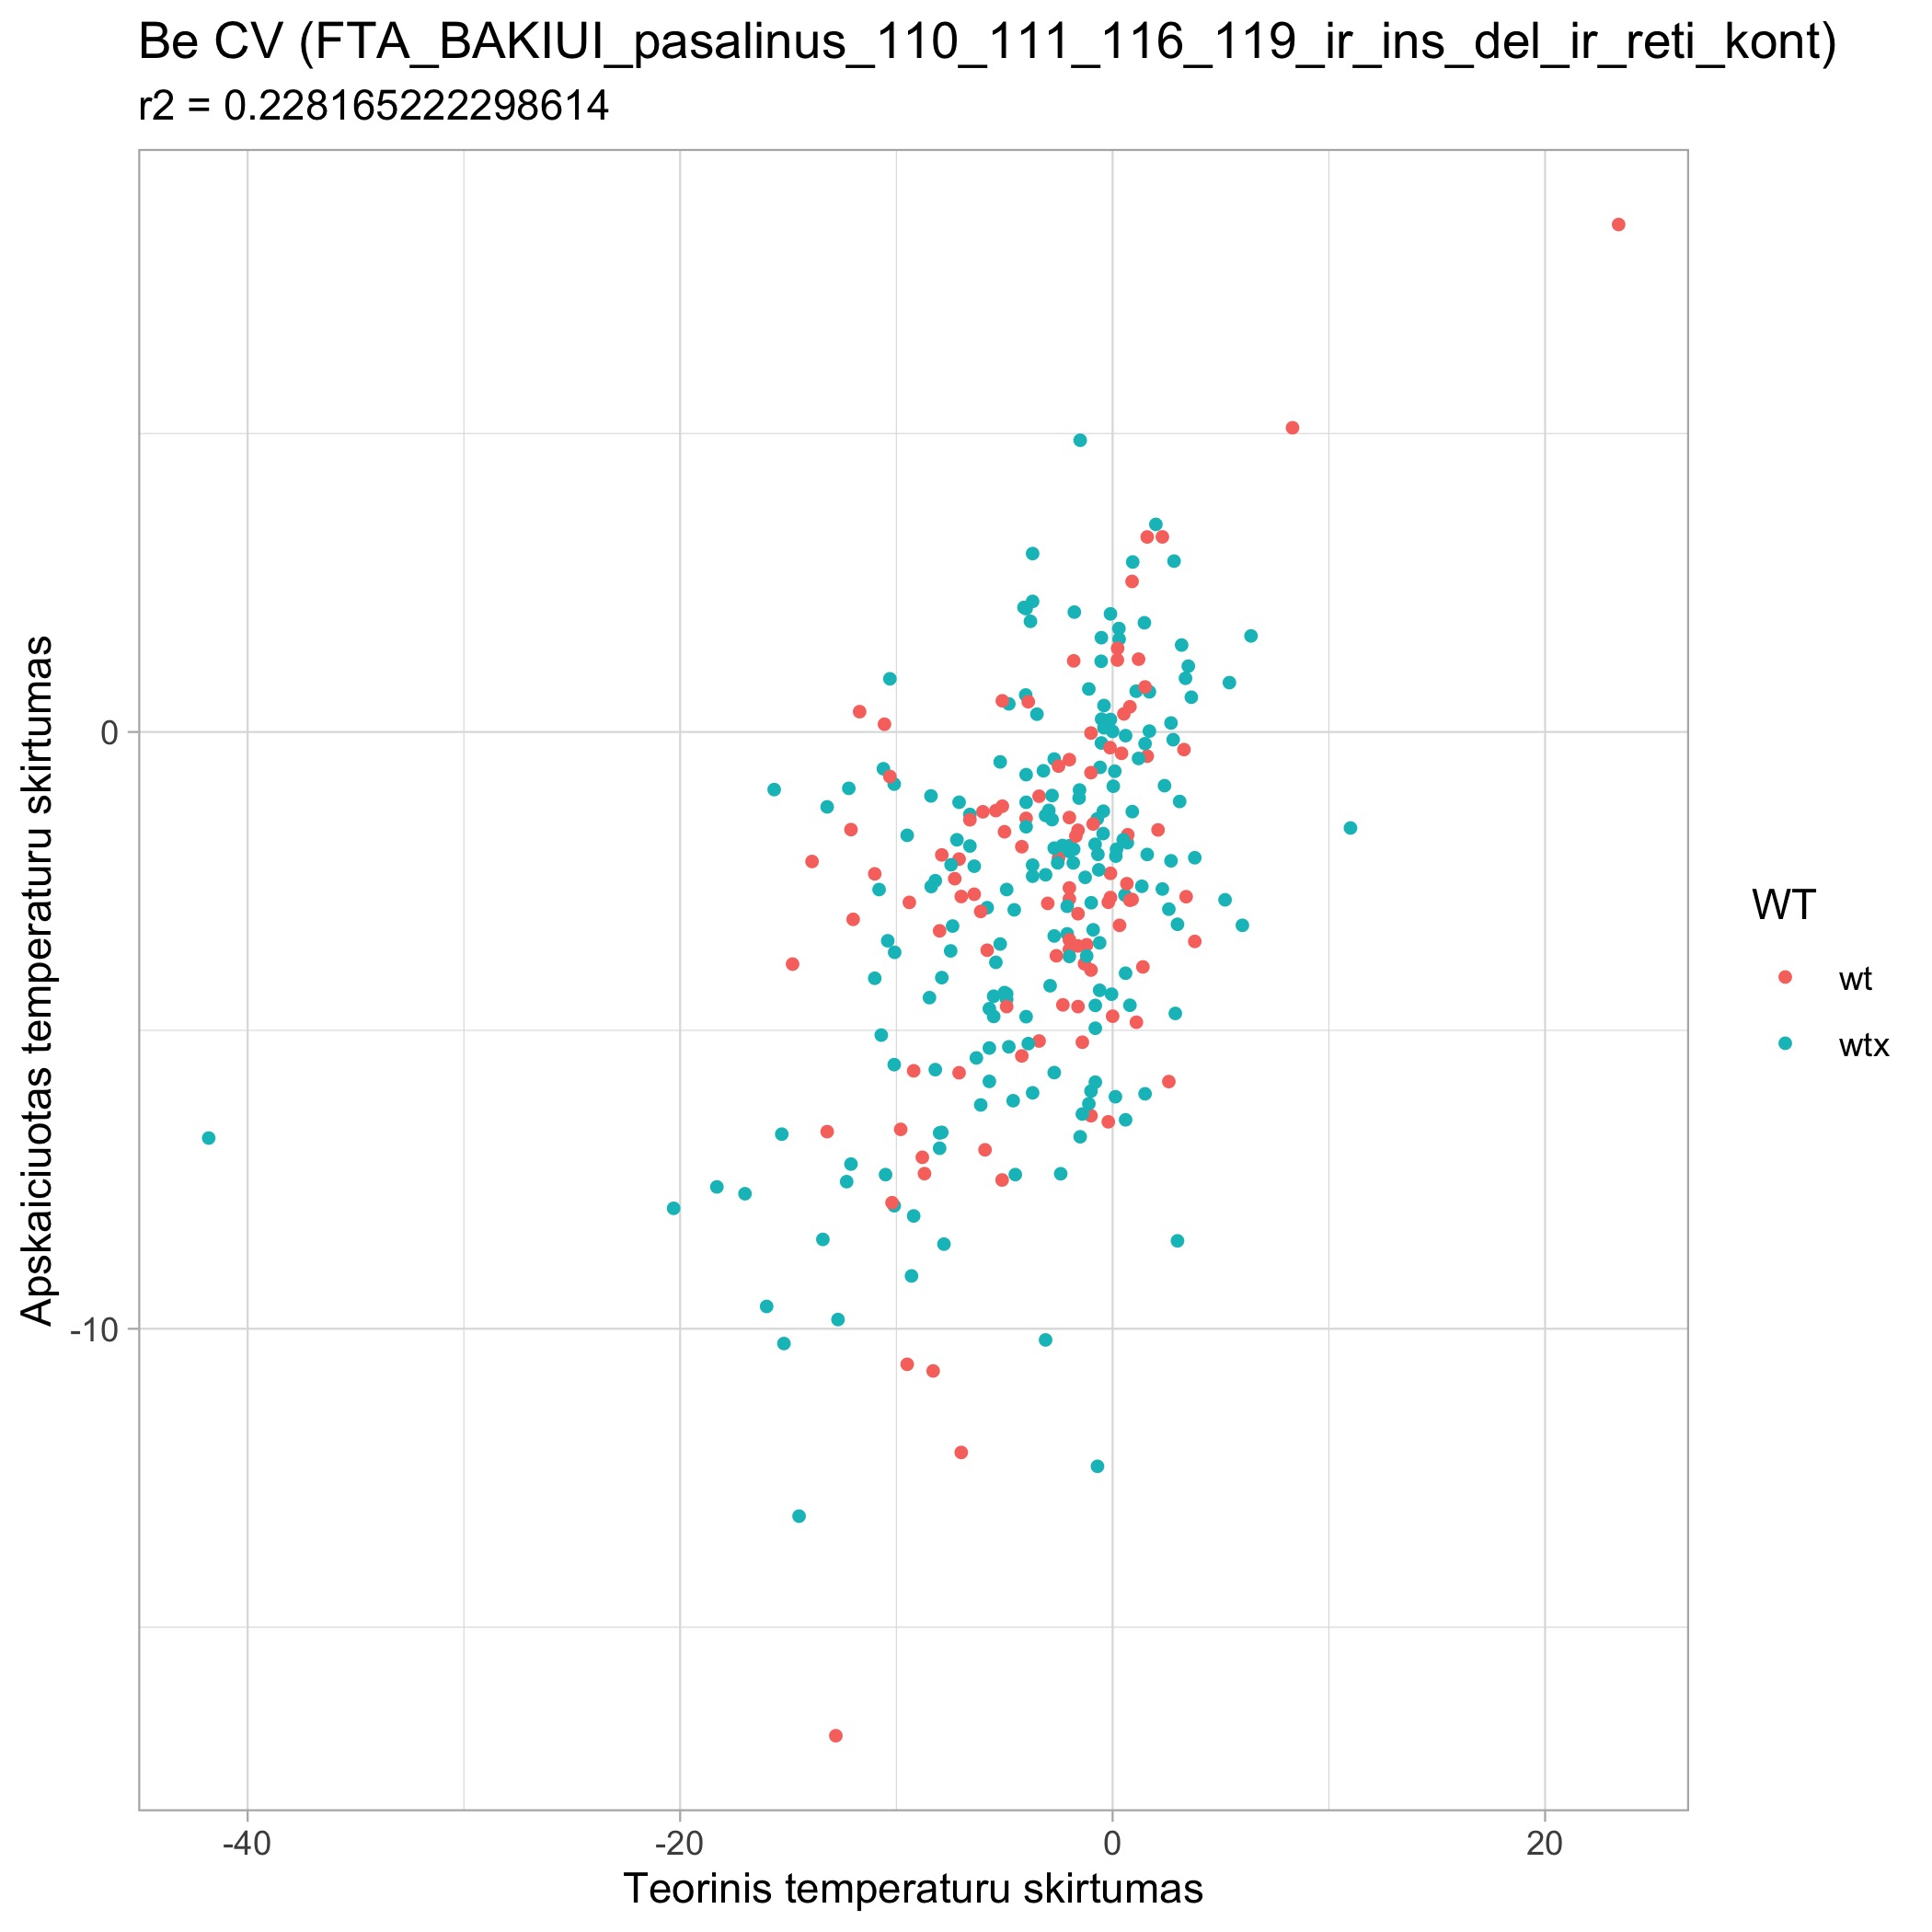 Be CV (FTA_BAKIUI_pasalinus_110_111_116_119_ir_ins_del_ir_reti_kont)
r2 = 0.228165222298614
Apskaiciuotas temperaturu skirtumas
0
-10
-40
-20
0
20
Teorinis temperaturu skirtumas
WT
wt
wtx